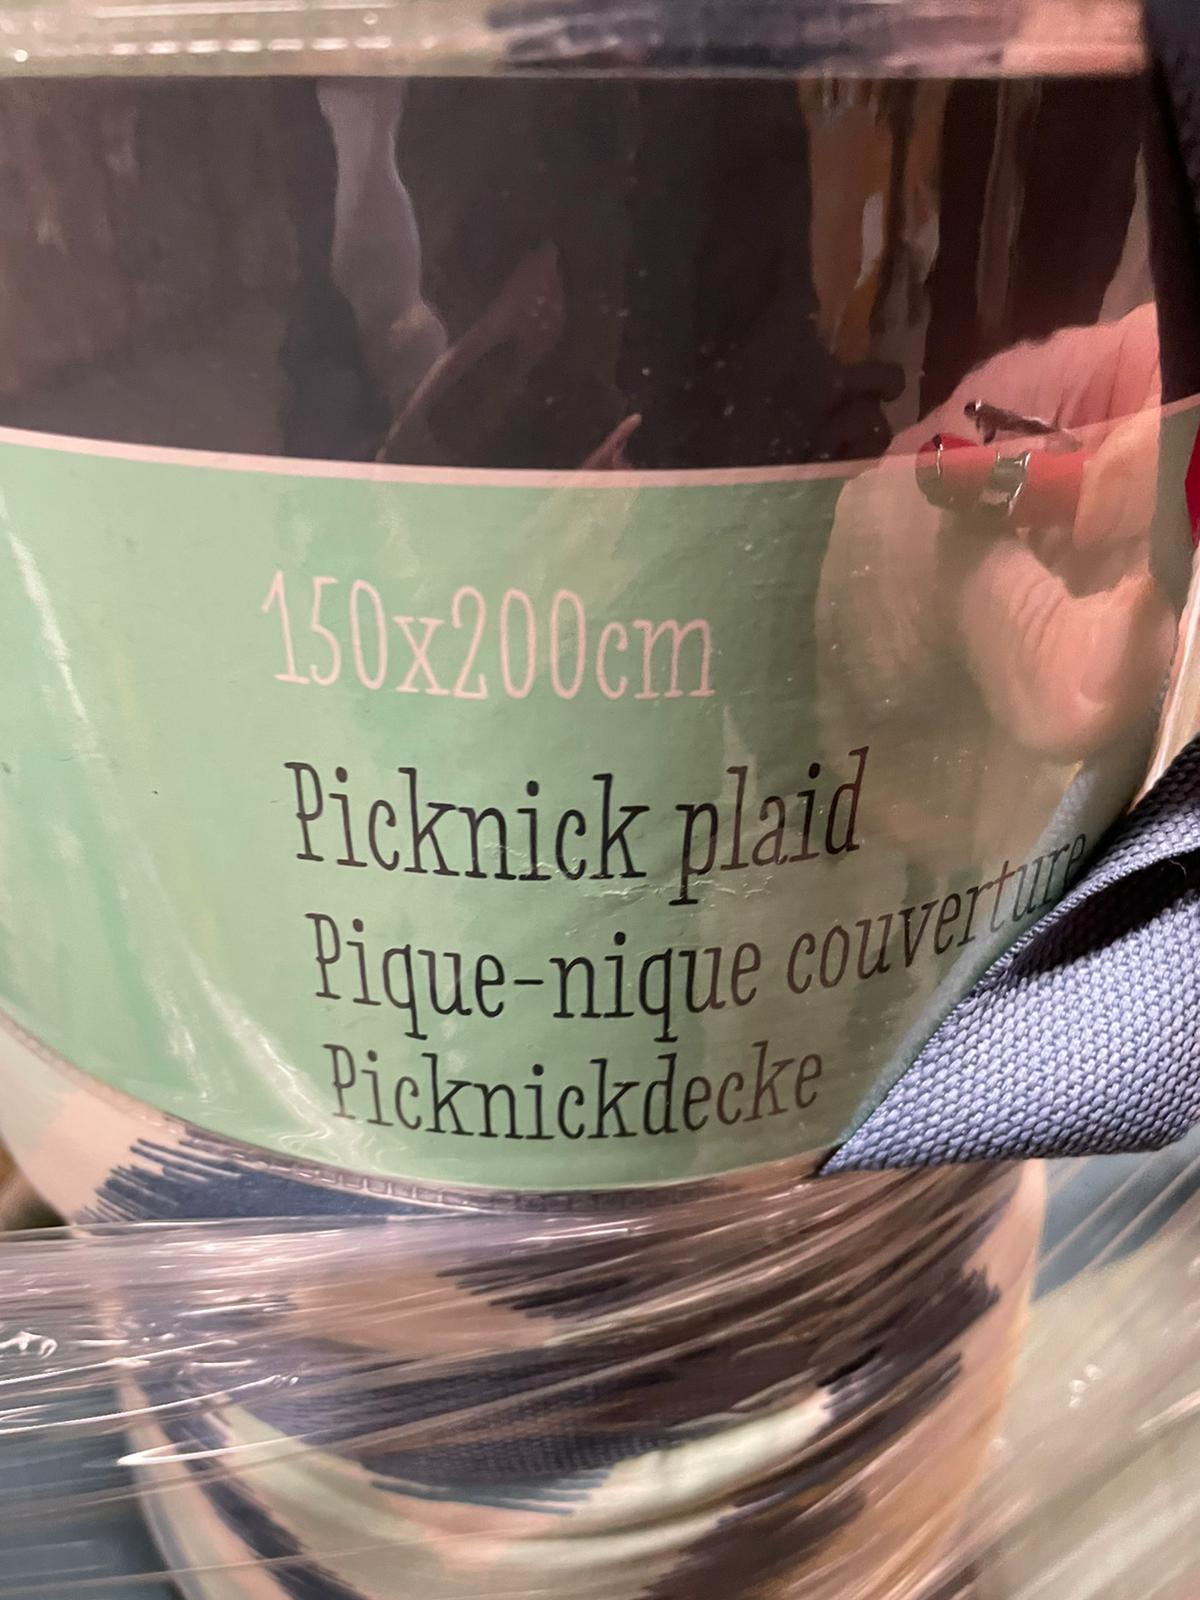 150x200cm
Picknick plaid
Pique-nique couverture
Picknickdecke